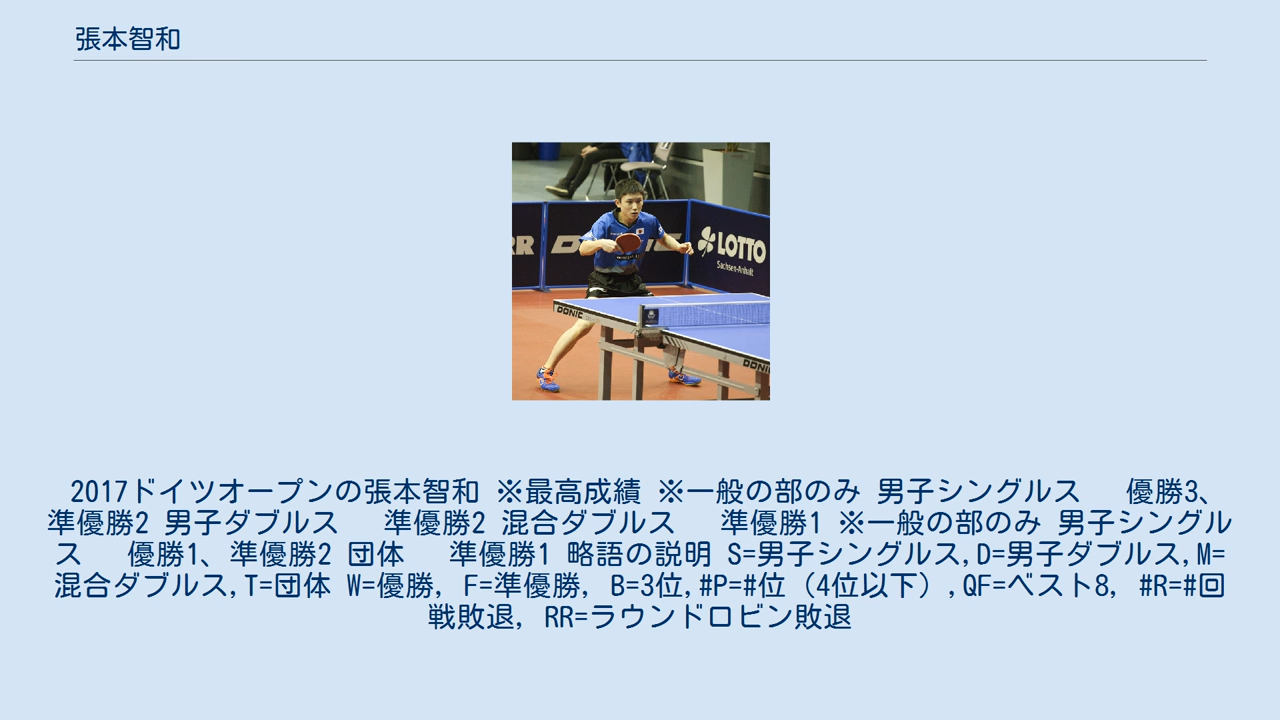 張本智和
RR
DONIC
LOTTO
Sachsen-Anhalt
DONIC
2017ドイツオープンの張本智和 ※最高成績 ※一般の部のみ 男子シングルス　優勝3、
準優勝2 男子ダブルス　準優勝2 混合ダブルス　準優勝1 ※一般の部のみ 男子シングル
ス　優勝1、準優勝2 団体　準優勝1 略語の説明 S=男子シングルス,D=男子ダブルス,M=
混合ダブルス,T=団体 W=優勝, F=準優勝, B=3位,#P=#位（4位以下）,QF=ベスト8, #R=#回
戦敗退, RR=ラウンドロビン敗退